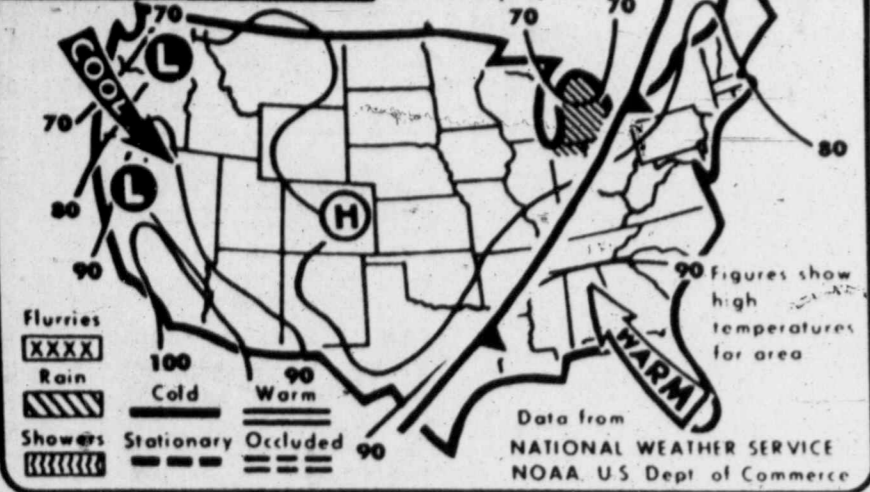 70
70
70
L
COOL
70
80
L
H
80
90
90
Figures show
high
temperatures
for area
WARM
Flurries
XXXX
Rain
Showers
100
90
Cold
Warm
Stationary
Occluded
90
Data from
NATIONAL WEATHER SERVICE
NOAA, U.S. Dept of Commerce